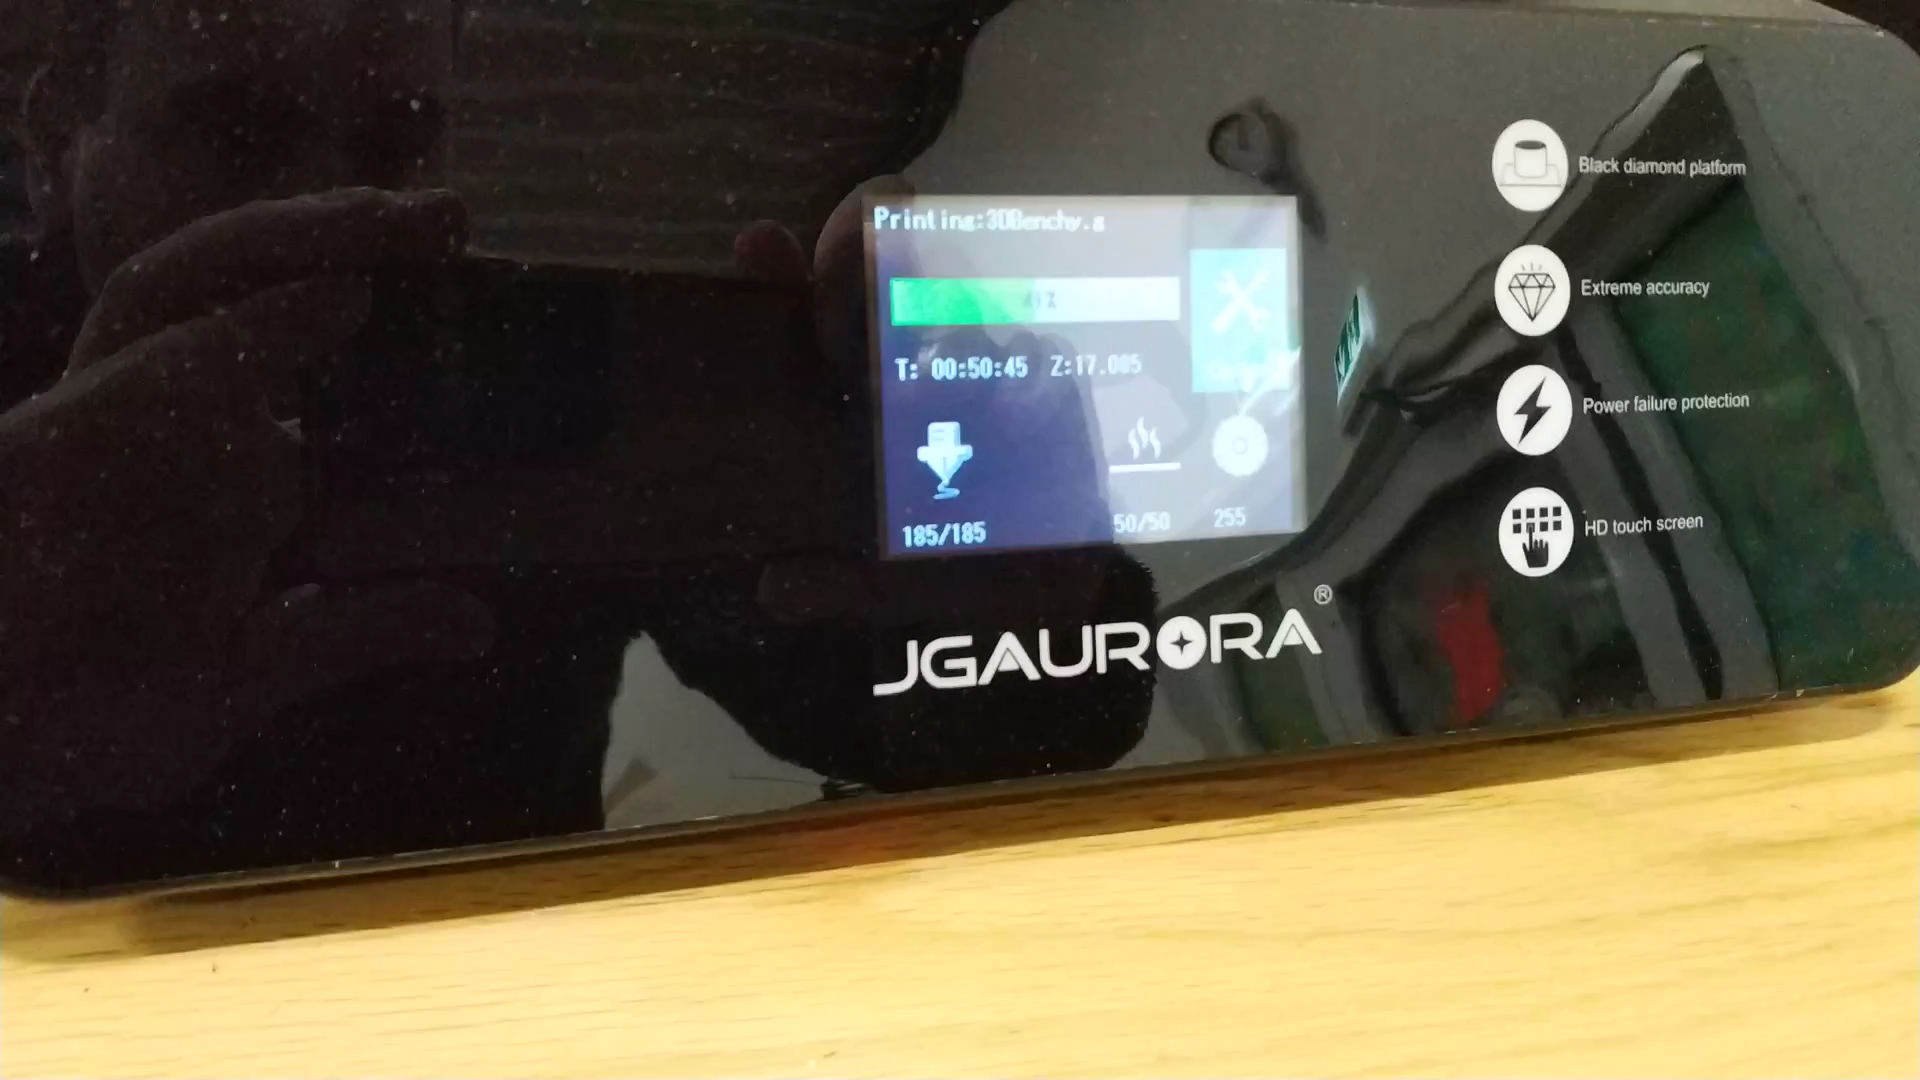 Printing:3DBenchy.g
T: 00:50:45 Z:17.005
185/185
50/50
255
JGAURORA®
Black diamond platform
Extreme accuracy
Power failure protection
HD touch screen